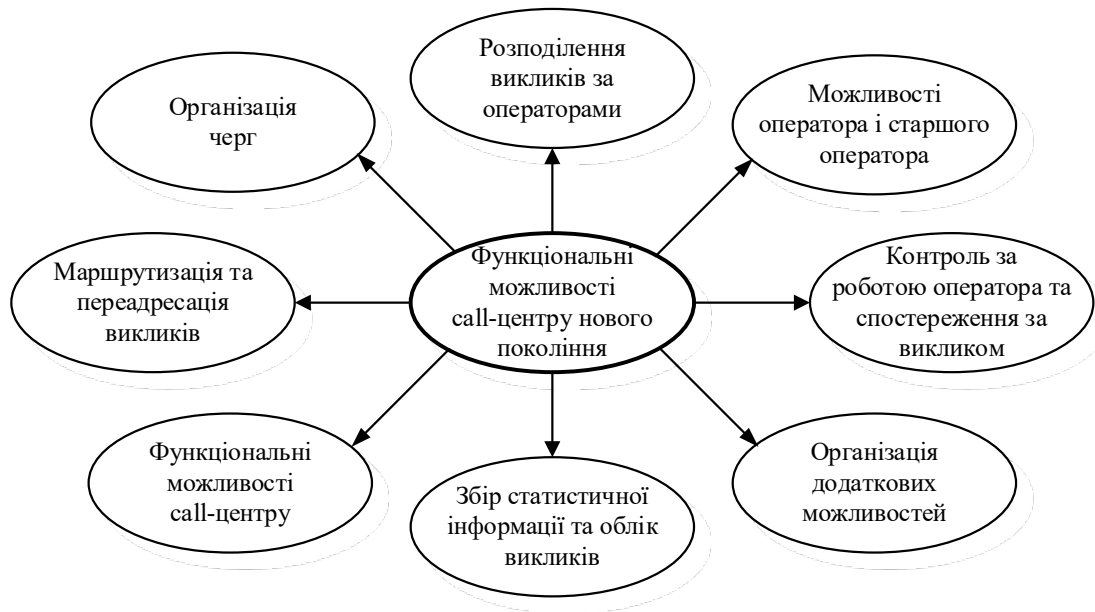 Розподілення
викликів за
операторами
Організація
черг
Можливості
оператора і старшого
оператора
Маршрутизація та
переадресація
викликів
Функціональні
можливості
call-центру нового
покоління
Контроль за
роботою оператора та
спостереження за
викликом
Функціональні
можливості
call-центру
Збір статистичної
інформації та облік
викликів
Організація
додаткових
можливостей